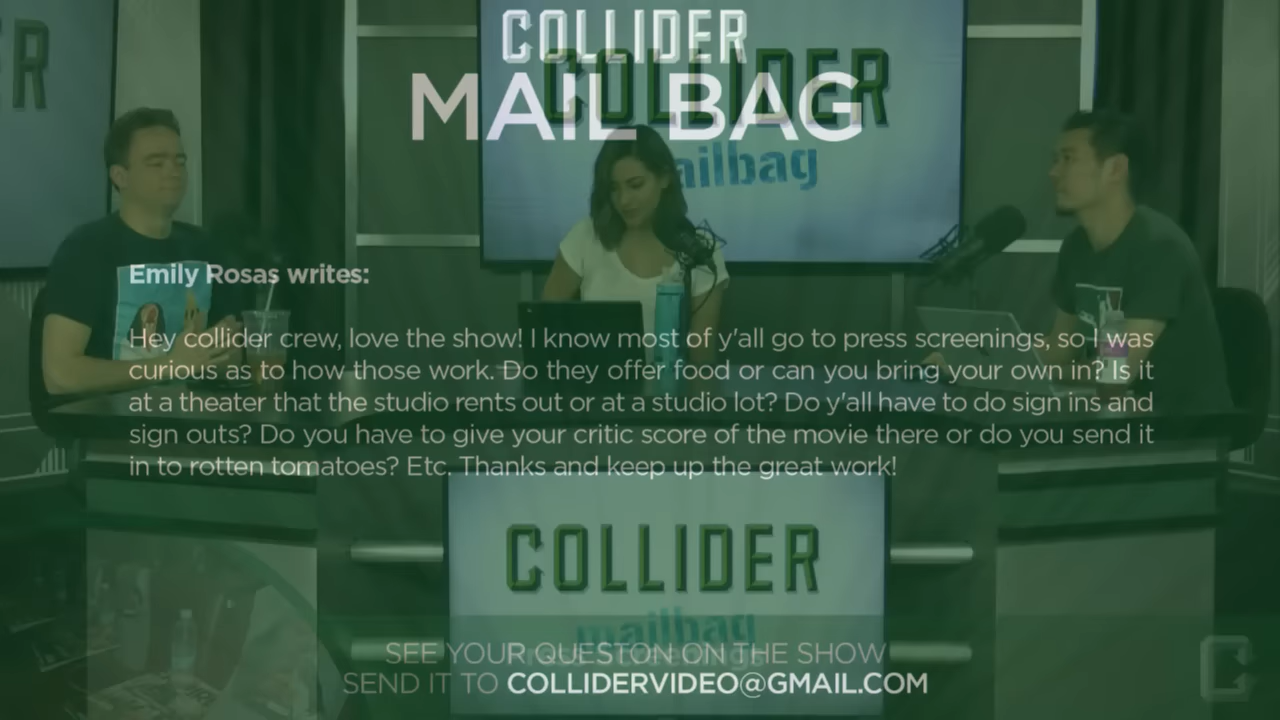 COLLIDER
MAIL BAG
COLLIDER
mailbag
ER
Emily Rosas writes:
Hey collider crew, love the show! I know most of y'all go to press screenings, so I was
curious as to how those work. Do they offer food or can you bring your own in? Is it
at a theater that the studio rents out or at a studio lot? Do y'all have to do sign ins and
sign outs? Do you have to give your critic score of the movie there or do you send it
in to rotten tomatoes? Etc. Thanks and keep up the great work!
COLLIDER
mailbag
Press Screenings
SEE YOUR QUESTON ON THE SHOW
SEND IT TO COLLIDERVIDEO@GMAIL.COM